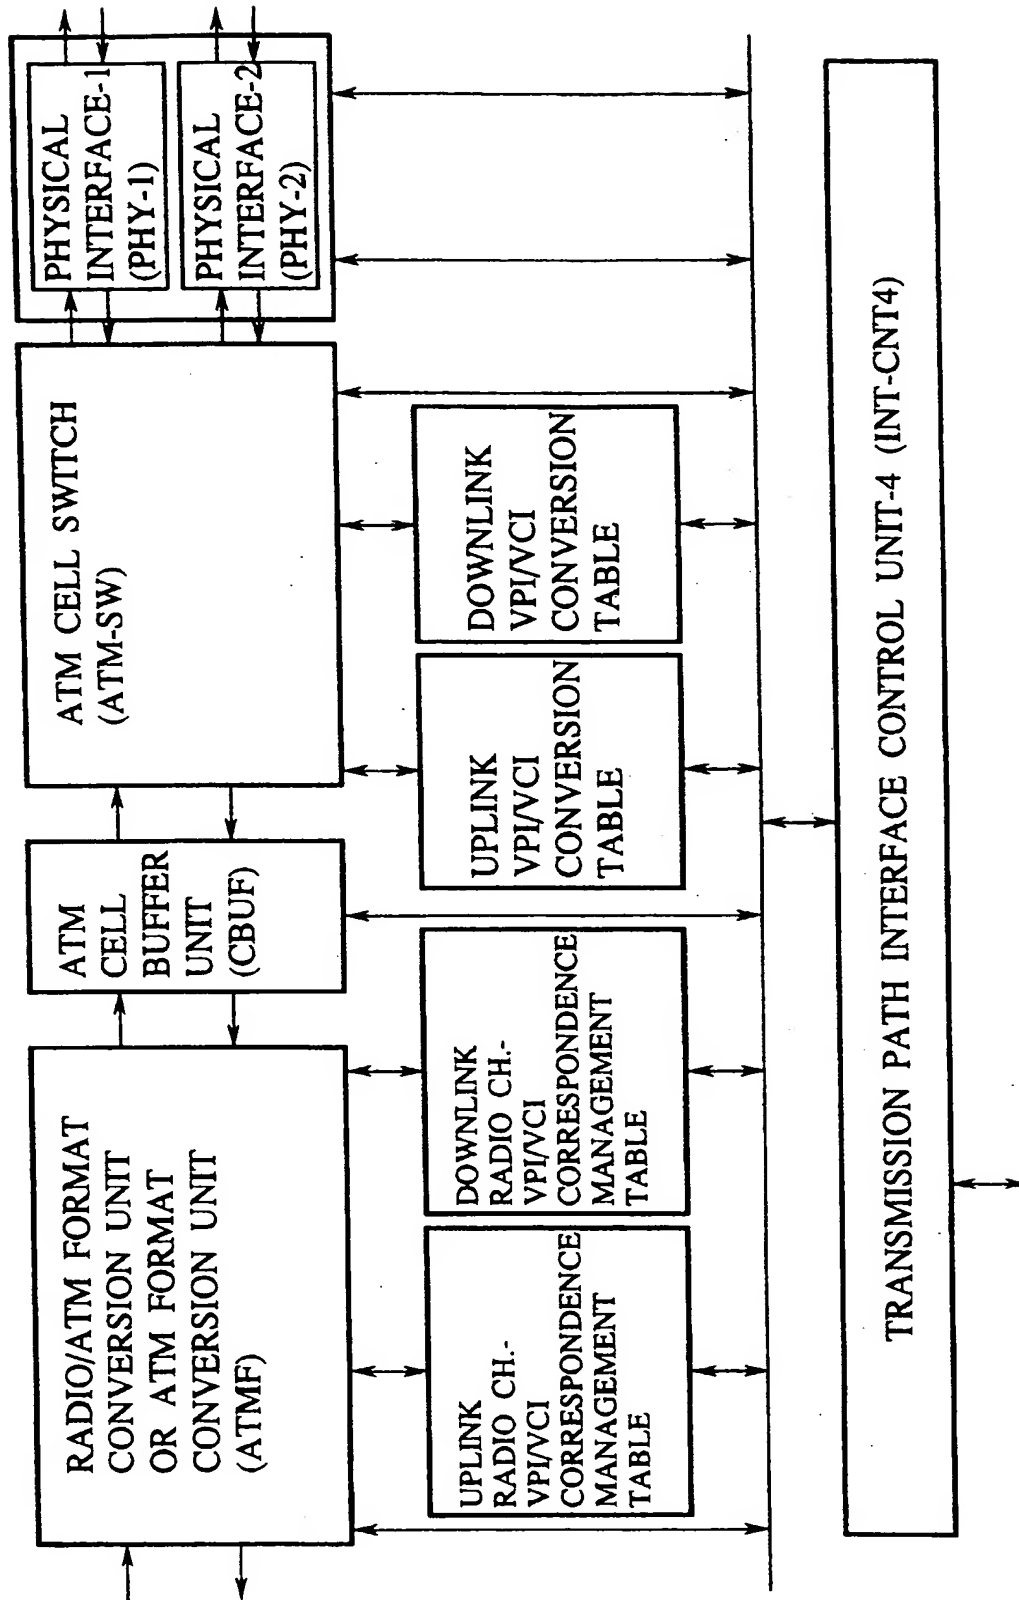 RADIO/ATM FORMAT
CONVERSION UNIT
OR ATM FORMAT
CONVERSION UNIT
(ATMF)
ATM
CELL
BUFFER
UNIT
(CBUF)
ATM CELL SWITCH
(ATM-SW)
PHYSICAL
INTERFACE-1
(PHY-1)
PHYSICAL
INTERFACE-2
(PHY-2)
UPLINK
RADIO CH.-
VPI/VCI
CORRESPONDENCE
MANAGEMENT
TABLE
DOWNLINK
RADIO CH.-
VPI/VCI
CORRESPONDENCE
MANAGEMENT
TABLE
UPLINK
VPI/VCI
CONVERSION
TABLE
DOWNLINK
VPI/VCI
CONVERSION
TABLE
TRANSMISSION PATH INTERFACE CONTROL UNIT-4 (INT-CNT4)